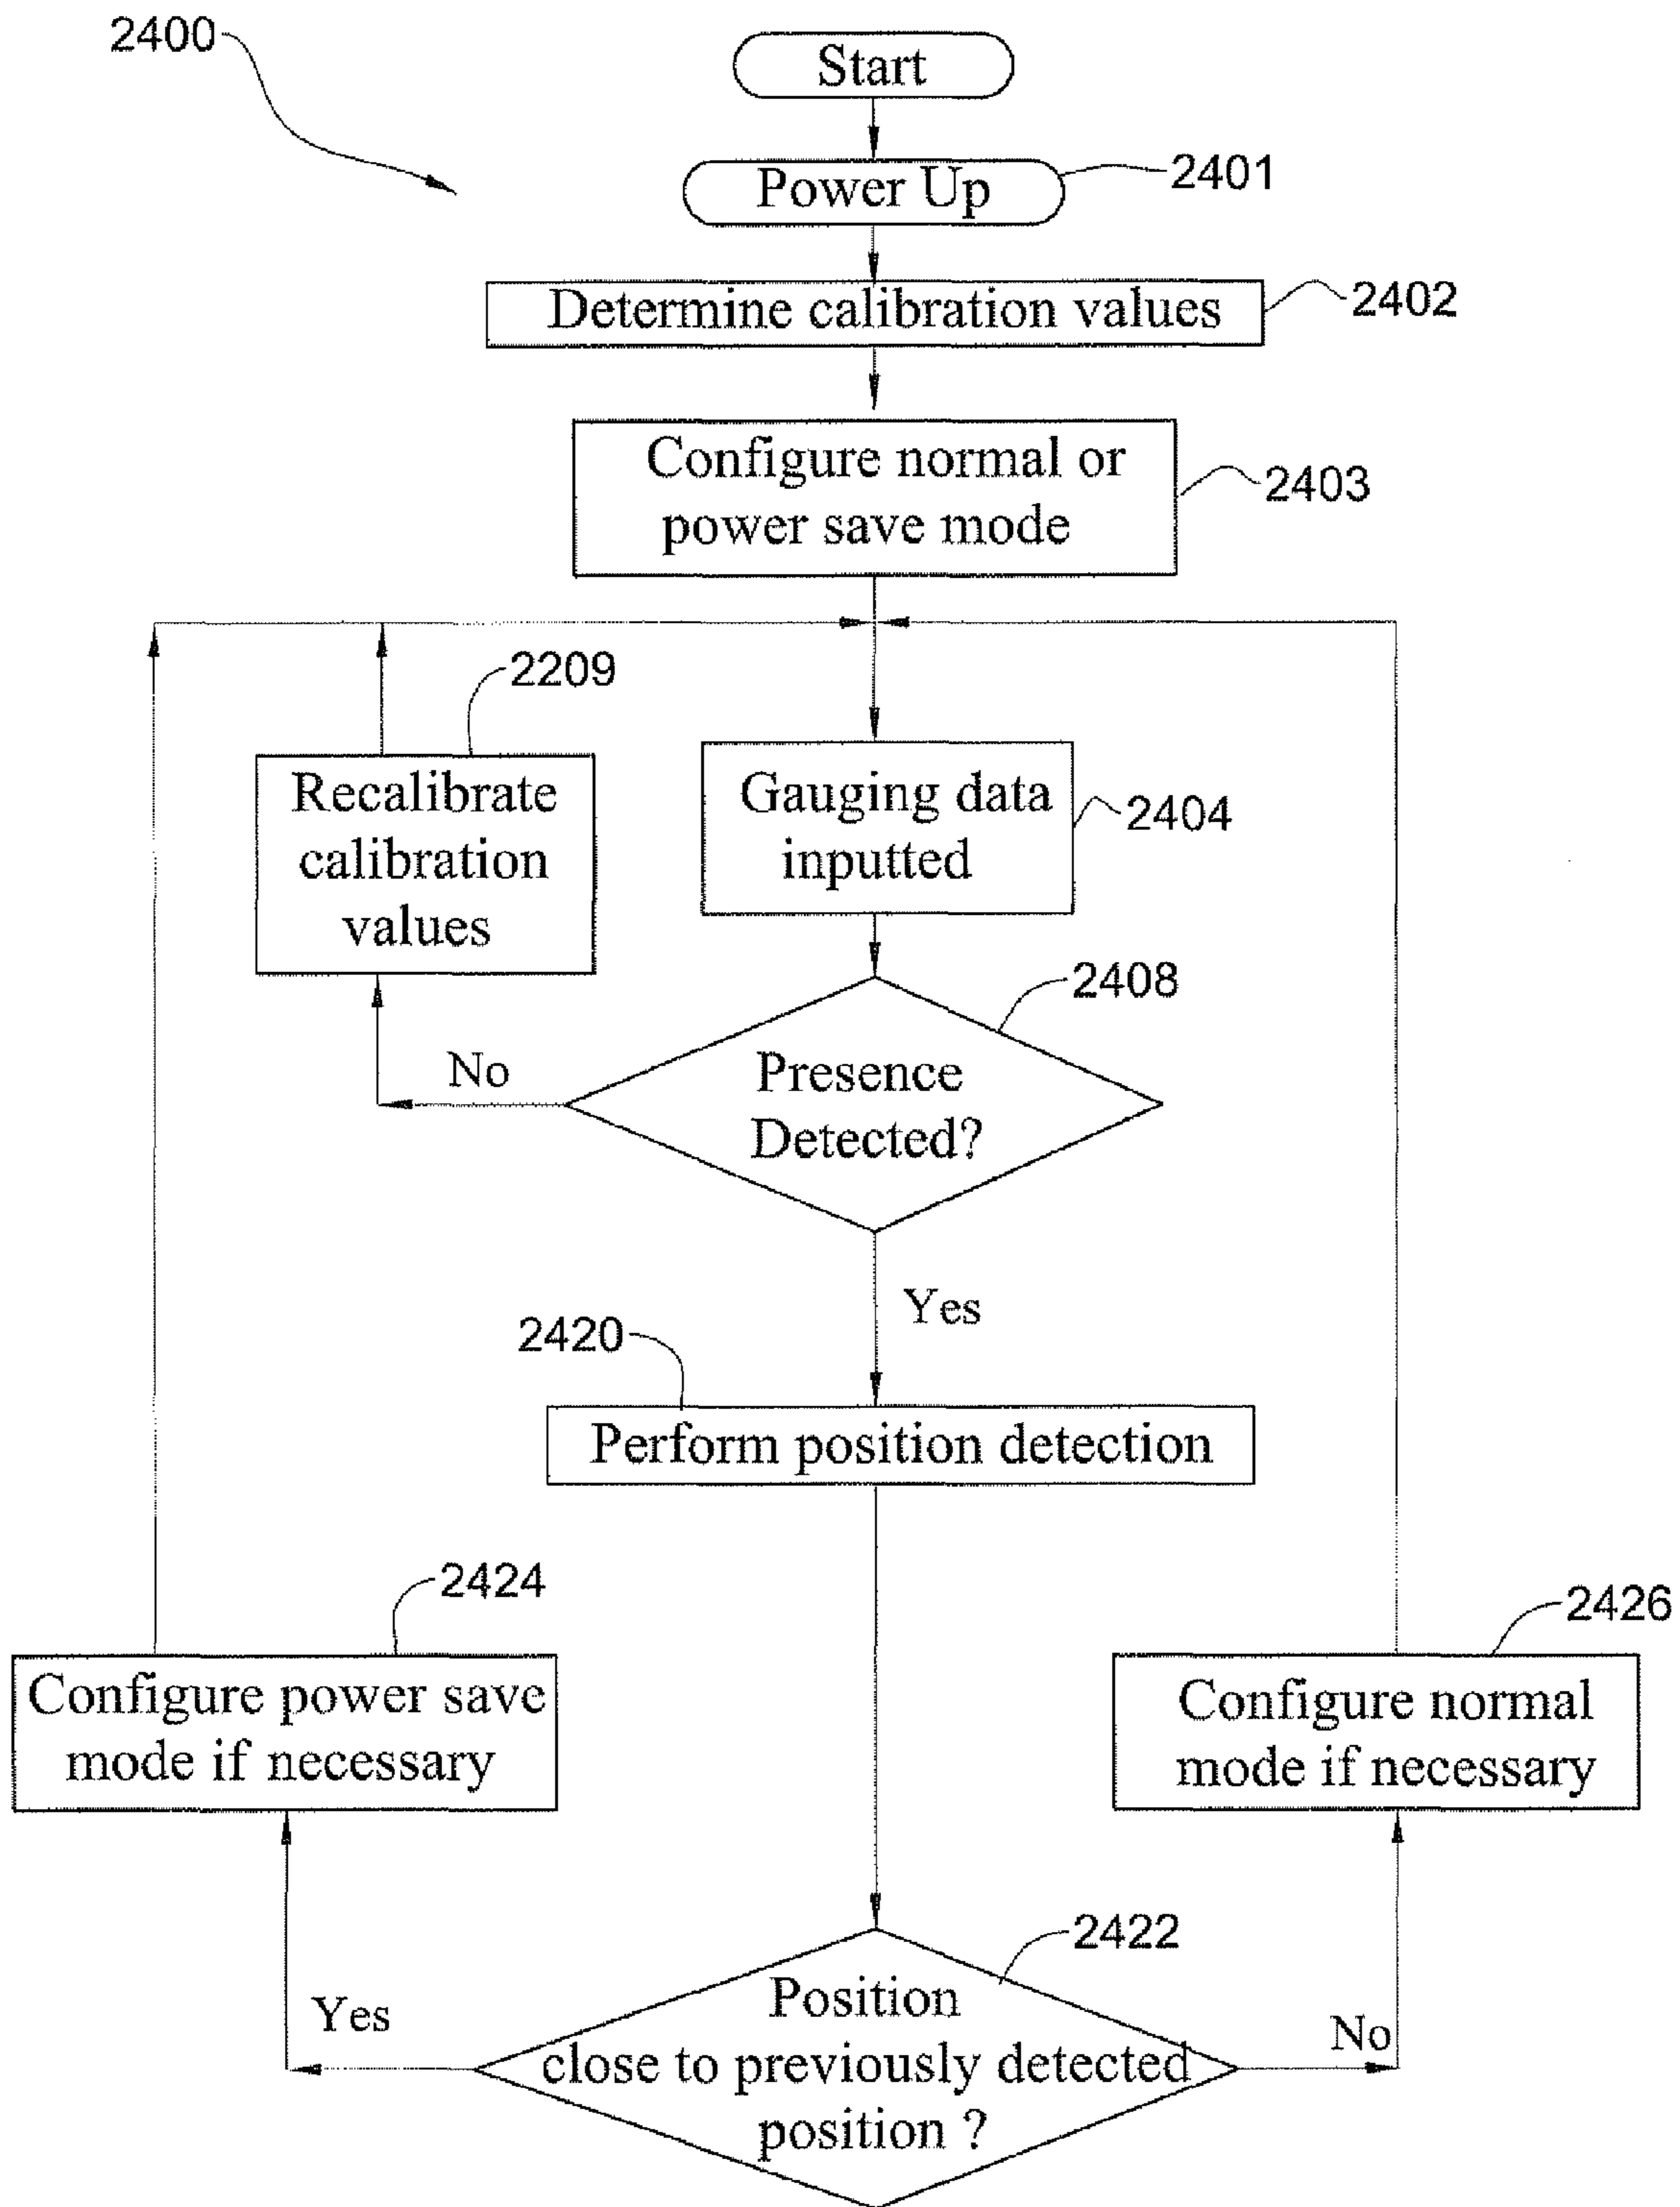 2400
Start
Power Up
2401
Determine calibration values
2402
Configure normal or
power save mode
2403
2209
Recalibrate
calibration
values
Gauging data
inputted
2404
2408
No
Presence
Detected?
Yes
2420
Perform position detection
2424
Configure power save
mode if necessary
2426
Configure normal
mode if necessary
2422
Yes
Position
close to previously detected
position ?
No